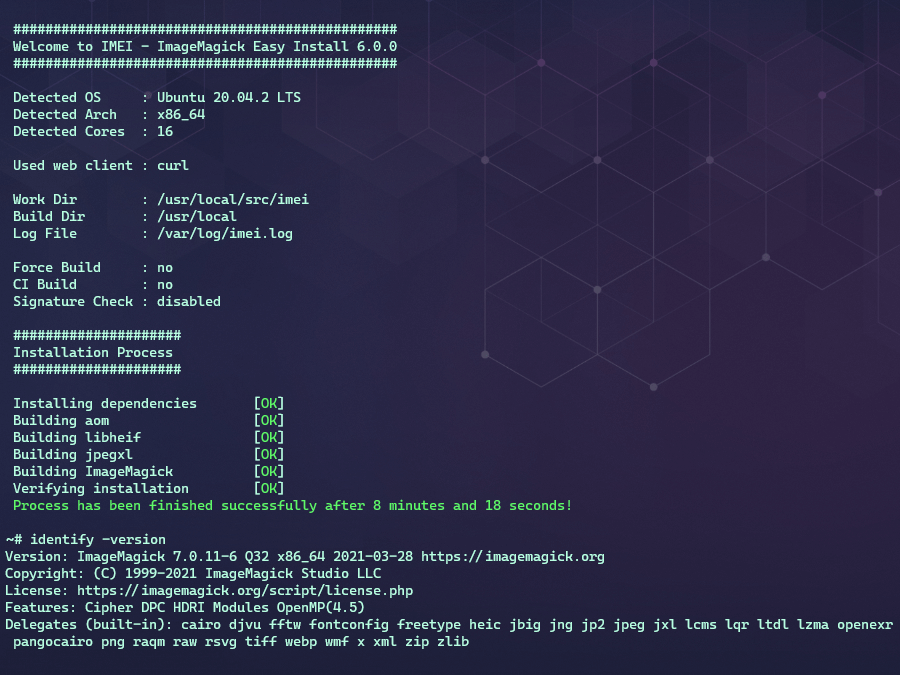 ################################################
Welcome to IMEI - ImageMagick Easy Install 6.0.0
################################################
Detected OS     : Ubuntu 20.04.2 LTS
Detected Arch   : x86_64
Detected Cores  : 16
Used web client : curl
Work Dir        : /usr/local/src/imei
Build Dir       : /usr/local
Log File        : /var/log/imei.log
Force Build     : no
CI Build        : no
Signature Check : disabled
#####################
Installation Process
#####################
Installing dependencies       [OK]
Building aom                  [OK]
Building libheif              [OK]
Building jpegxl               [OK]
Building ImageMagick          [OK]
Verifying installation        [OK]
Process has been finished successfully after 8 minutes and 18 seconds!
~# identify -version
Version: ImageMagick 7.0.11-6 Q32 x86_64 2021-03-28 https://imagemagick.org
Copyright: (C) 1999-2021 ImageMagick Studio LLC
License: https://imagemagick.org/script/license.php
Features: Cipher DPC HDRI Modules OpenMP(4.5)
Delegates (built-in): cairo djvu fftw fontconfig freetype heic jbig jng jp2 jpeg jxl lcms lqr ltdl lzma openexr
pangocairo png raqm raw rsvg tiff webp wmf x xml zip zlib